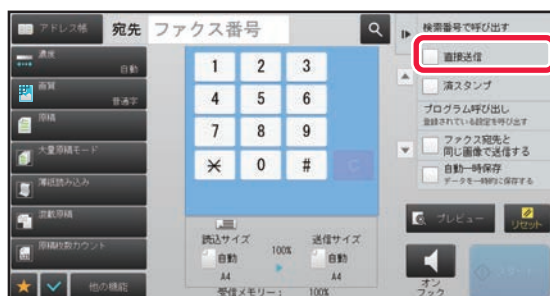 アドレス帳
宛先 ファクス番号
濃度
自動
画質
普通字
原稿
大量原稿モード
薄紙読み込み
混載原稿
原稿枚数カウント
他の機能
1 2 3
4 5 6
7 8 9
0 #
C
読込サイズ
自動
A4
100%
送信サイズ
自動
A4
受信メモリー: 100%
検索番号で呼び出す
直接送信
済スタンプ
プログラム呼び出し
登録されている設定を呼び出す
ファクス宛先と
同じ画像で送信する
自動一時保存
データを一時的に保存する
プレビュー
リセット
オン
フック
スタート